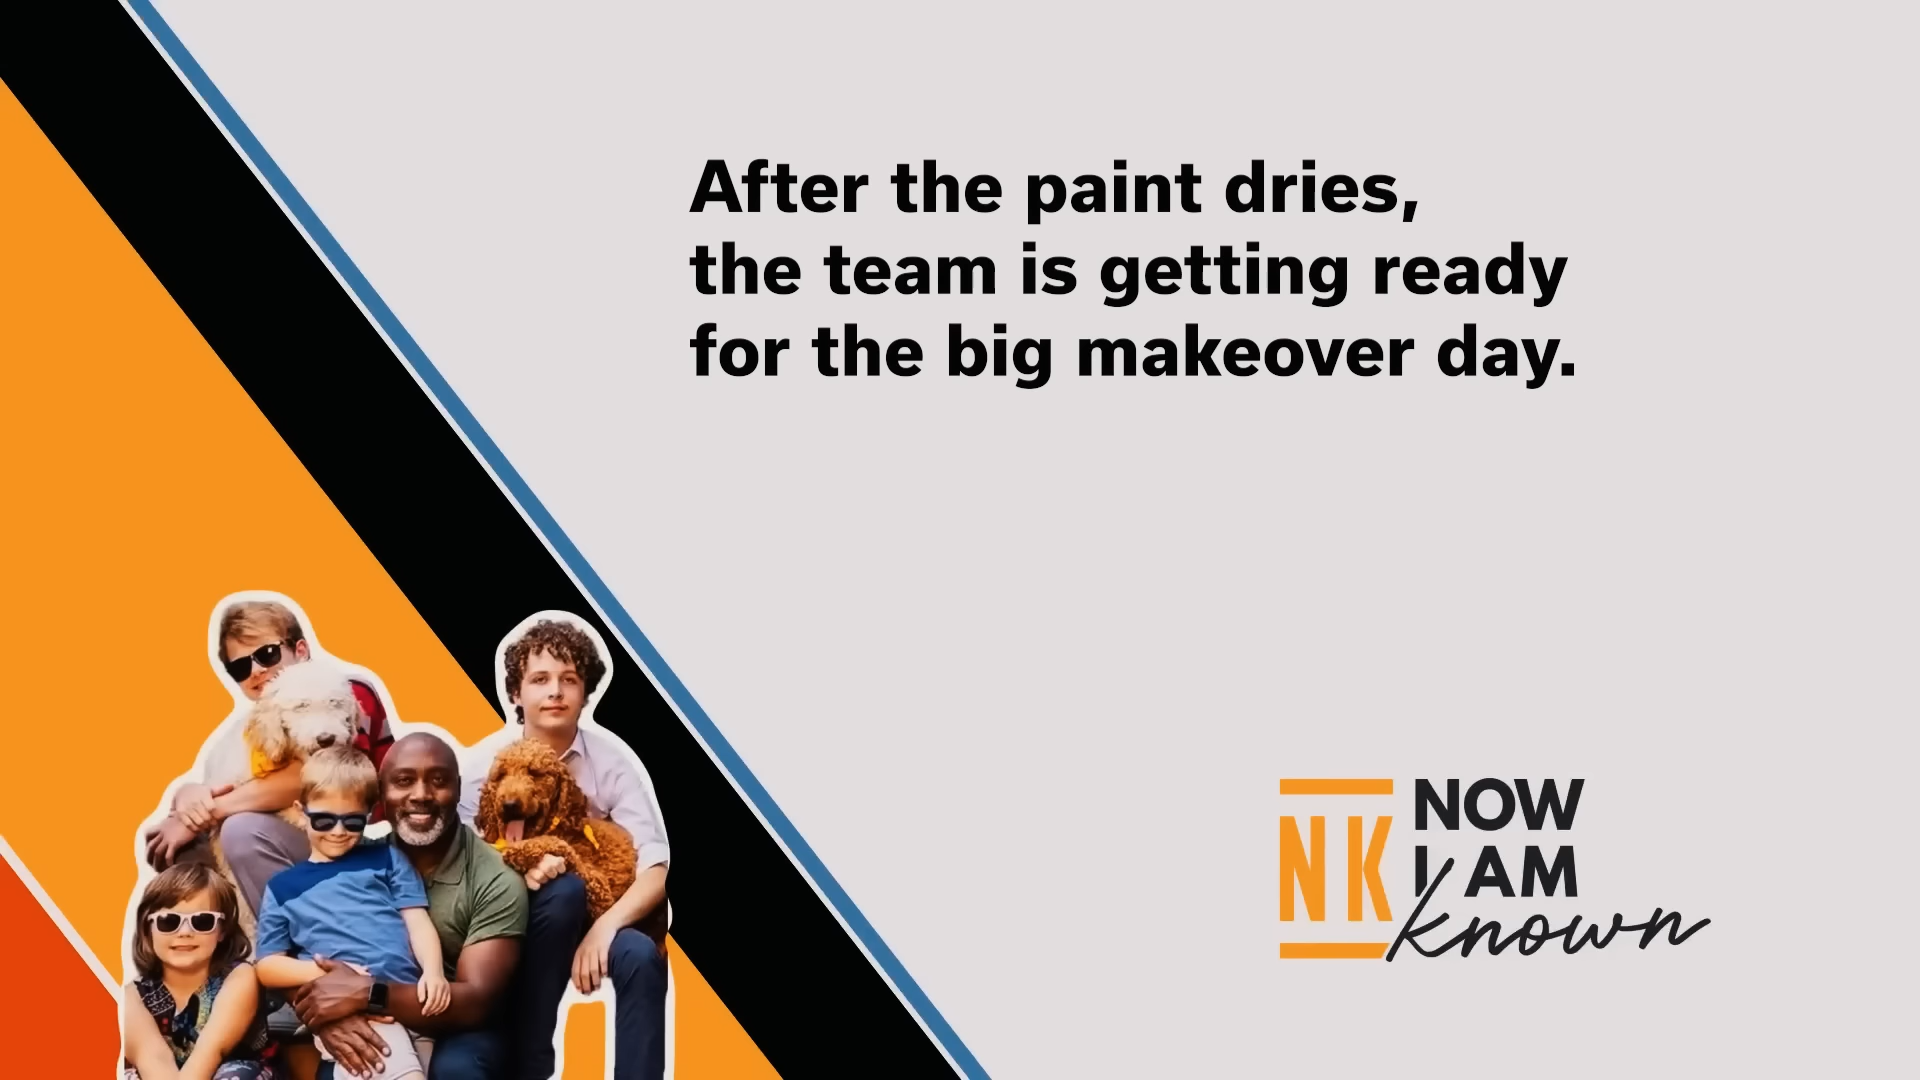 After the paint dries,
the team is getting ready
for the big makeover day.
NK
NOW
I AM
known